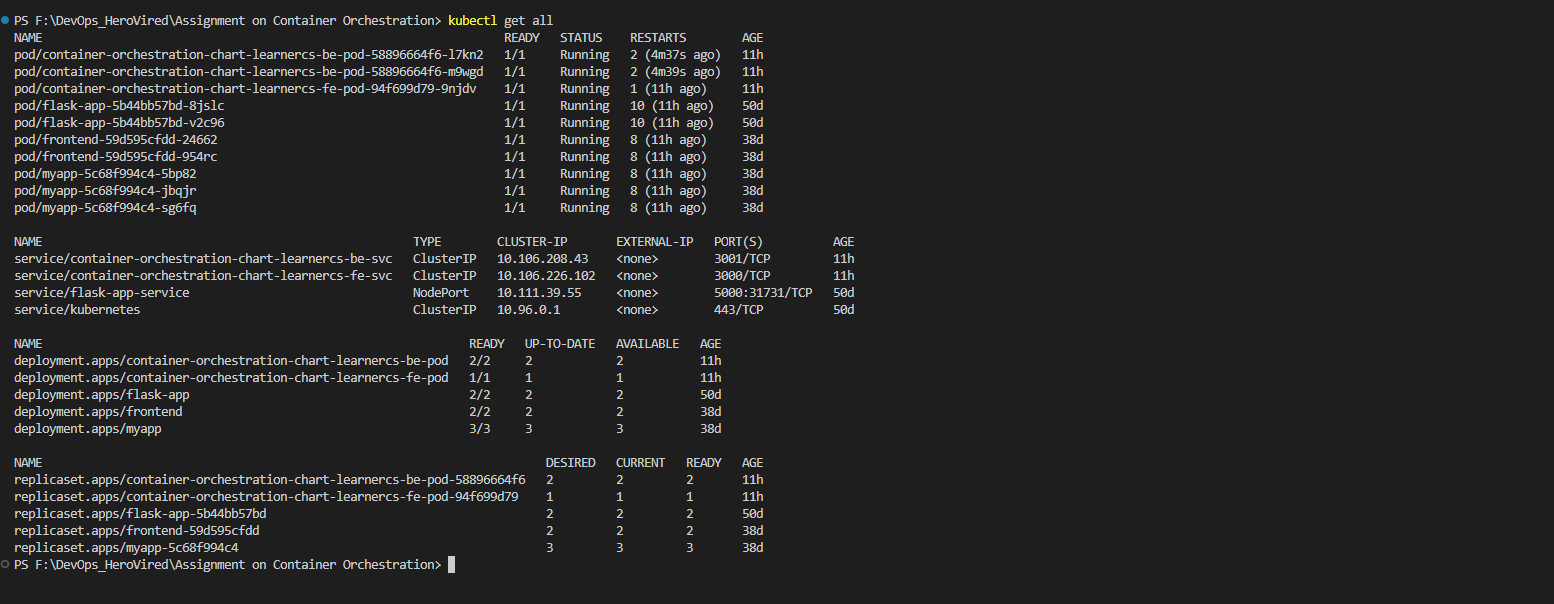 PS F:\DevOps_HeroVired\Assignment on Container Orchestration> kubectl get all
NAME READY STATUS RESTARTS AGE
pod/container-orchestration-chart-learnercs-be-pod-58896664f6-l7kn2 1/1 Running 2 (4m37s ago) 11h
pod/container-orchestration-chart-learnercs-be-pod-58896664f6-m9wgd 1/1 Running 2 (4m39s ago) 11h
pod/container-orchestration-chart-learnercs-fe-pod-94f699d79-9njdv 1/1 Running 1 (11h ago) 11h
pod/flask-app-5b44bb57bd-8jslc 1/1 Running 10 (11h ago) 50d
pod/flask-app-5b44bb57bd-v2c96 1/1 Running 10 (11h ago) 50d
pod/frontend-59d595cfdd-24662 1/1 Running 8 (11h ago) 38d
pod/frontend-59d595cfdd-954rc 1/1 Running 8 (11h ago) 38d
pod/myapp-5c68f994c4-5bp82 1/1 Running 8 (11h ago) 38d
pod/myapp-5c68f994c4-jbqjr 1/1 Running 8 (11h ago) 38d
pod/myapp-5c68f994c4-sg6fq 1/1 Running 8 (11h ago) 38d
NAME TYPE CLUSTER-IP EXTERNAL-IP PORT(S) AGE
service/container-orchestration-chart-learnercs-be-svc ClusterIP 10.106.208.43 <none> 3001/TCP 11h
service/container-orchestration-chart-learnercs-fe-svc ClusterIP 10.106.226.102 <none> 3000/TCP 11h
service/flask-app-service NodePort 10.111.39.55 <none> 5000:31731/TCP 50d
service/kubernetes ClusterIP 10.96.0.1 <none> 443/TCP 50d
NAME READY UP-TO-DATE AVAILABLE AGE
deployment.apps/container-orchestration-chart-learnercs-be-pod 2/2 2 2 11h
deployment.apps/container-orchestration-chart-learnercs-fe-pod 1/1 1 1 11h
deployment.apps/flask-app 2/2 2 2 50d
deployment.apps/frontend 2/2 2 2 38d
deployment.apps/myapp 3/3 3 3 38d
NAME DESIRED CURRENT READY AGE
replicaset.apps/container-orchestration-chart-learnercs-be-pod-58896664f6 2 2 2 11h
replicaset.apps/container-orchestration-chart-learnercs-fe-pod-94f699d79 1 1 1 11h
replicaset.apps/flask-app-5b44bb57bd 2 2 2 50d
replicaset.apps/frontend-59d595cfdd 2 2 2 38d
replicaset.apps/myapp-5c68f994c4 3 3 3 38d
PS F:\DevOps_HeroVired\Assignment on Container Orchestration>